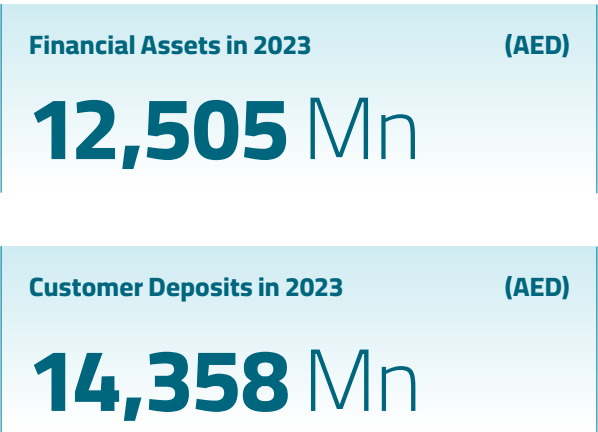 Financial Assets in 2023 (AED)
12,505 Mn
Customer Deposits in 2023 (AED)
14,358 Mn